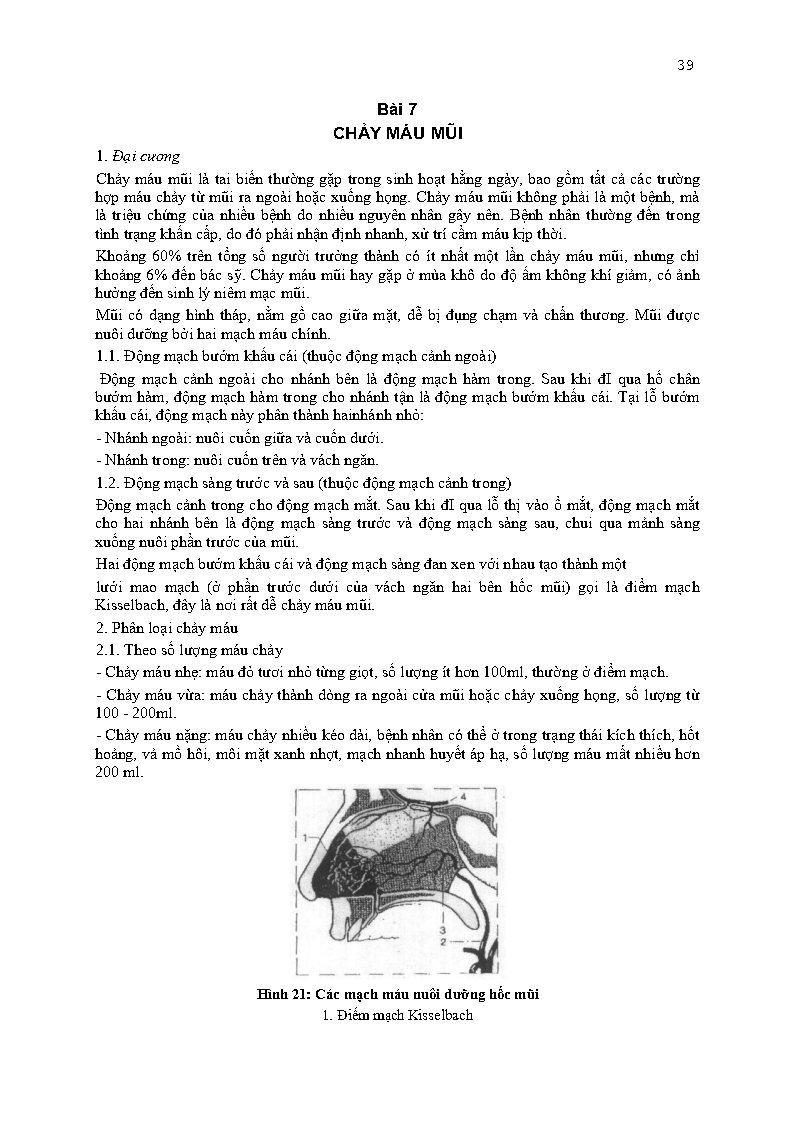 39
Bài 7
CHẢY MÁU MŨI
1. Đại cương
Chảy máu mũi là tai biến thường gặp trong sinh hoạt hằng ngày, bao gồm tất cả các trường
hợp máu chảy từ mũi ra ngoài hoặc xuống họng. Chảy máu mũi không phải là một bệnh, mà
là triệu chứng của nhiều bệnh do nhiều nguyên nhân gây nên. Bệnh nhân thường đến trong
tình trạng khẩn cấp, do đó phải nhận định nhanh, xử trí cầm máu kịp thời.
Khoảng 60% trên tổng số người trưởng thành có ít nhất một lần chảy máu mũi, nhưng chỉ
khoảng 6% đến bác sỹ. Chảy máu mũi hay gặp ở mùa khô do độ ẩm không khí giảm, có ảnh
hưởng đến sinh lý niêm mạc mũi.
Mũi có dạng hình tháp, nằm gồ cao giữa mặt, dễ bị đụng chạm và chấn thương. Mũi được
nuôi dưỡng bởi hai mạch máu chính.
1.1. Động mạch bướm khẩu cái (thuộc động mạch cảnh ngoài)
Động mạch cảnh ngoài cho nhánh bên là động mạch hàm trong. Sau khi đI qua hố chân
bướm hàm, động mạch hàm trong cho nhánh tận là động mạch bướm khẩu cái. Tại lỗ bướm
khẩu cái, động mạch này phân thành hainhánh nhỏ:
- Nhánh ngoài: nuôi cuốn giữa và cuốn dưới.
- Nhánh trong: nuôi cuốn trên và vách ngăn.
1.2. Động mạch sàng trước và sau (thuộc động mạch cảnh trong)
Động mạch cảnh trong cho động mạch mắt. Sau khi đI qua lỗ thị vào ổ mắt, động mạch mắt
cho hai nhánh bên là động mạch sàng trước và động mạch sàng sau, chui qua mảnh sàng
xuống nuôi phần trước của mũi.
Hai động mạch bướm khẩu cái và động mạch sàng đan xen với nhau tạo thành một
lưới mao mạch (ở phần trước dưới của vách ngăn hai bên hốc mũi) gọi là điểm mạch
Kisselbach, đây là nơi rất dễ chảy máu mũi.
2. Phân loại chảy máu
2.1. Theo số lượng máu chảy
- Chảy máu nhẹ: máu đỏ tươi nhỏ từng giọt, số lượng ít hơn 100ml, thường ở điểm mạch.
- Chảy máu vừa: máu chảy thành dòng ra ngoài cửa mũi hoặc chảy xuống họng, số lượng từ
100 - 200ml.
- Chảy máu nặng: máu chảy nhiều kéo dài, bệnh nhân có thể ở trong trạng thái kích thích, hốt
hoảng, vả mồ hôi, môi mặt xanh nhợt, mạch nhanh huyết áp hạ, số lượng máu mất nhiều hơn
200 ml.
4
1
3
2
Hình 21: Các mạch máu nuôi dưỡng hốc mũi
1. Điểm mạch Kisselbach